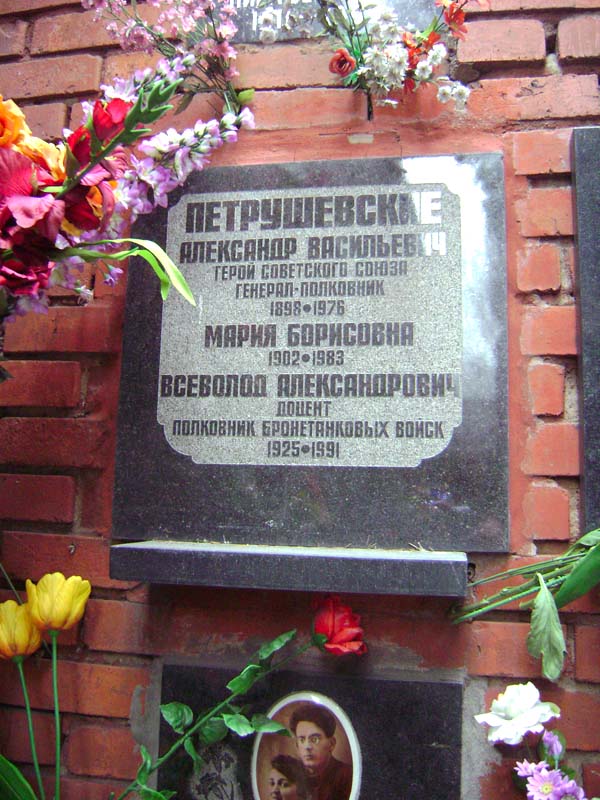 ПЕТРУШЕВСКИЕ
АЛЕКСАНДР ВАСИЛЬЕВИЧ
ГЕРОЙ СОВЕТСКОГО СОЮЗА
ГЕНЕРАЛ-ПОЛКОВНИК
1898•1976
МАРИЯ БОРИСОВНА
1902•1983
ВСЕВОЛОД АЛЕКСАНДРОВИЧ
ДОЦЕНТ
ПОЛКОВНИК БРОНЕТАНКОВЫХ ВОЙСК
1925•1991